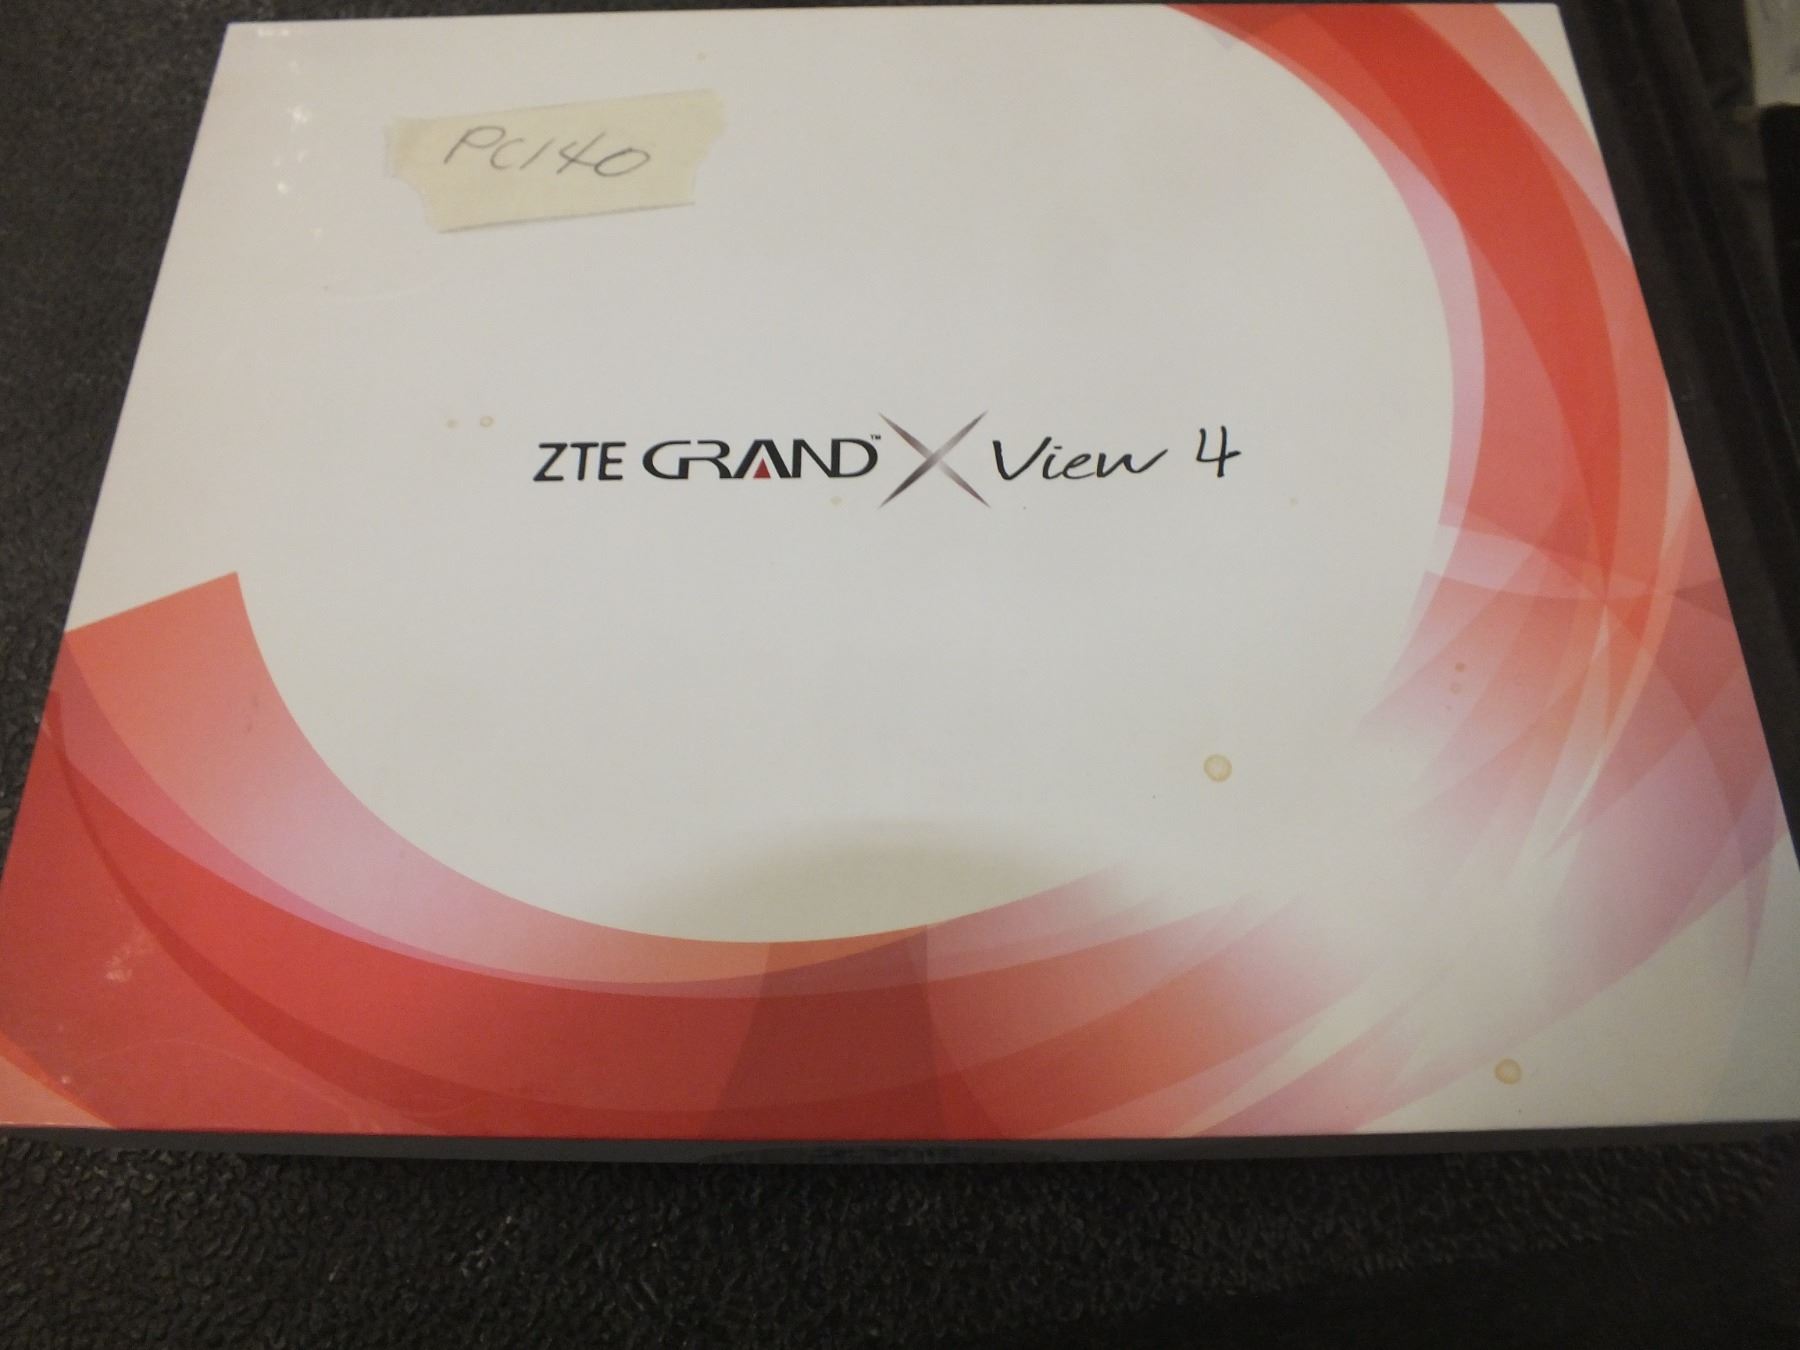 PC140
ZTE GRAND™ X View 4